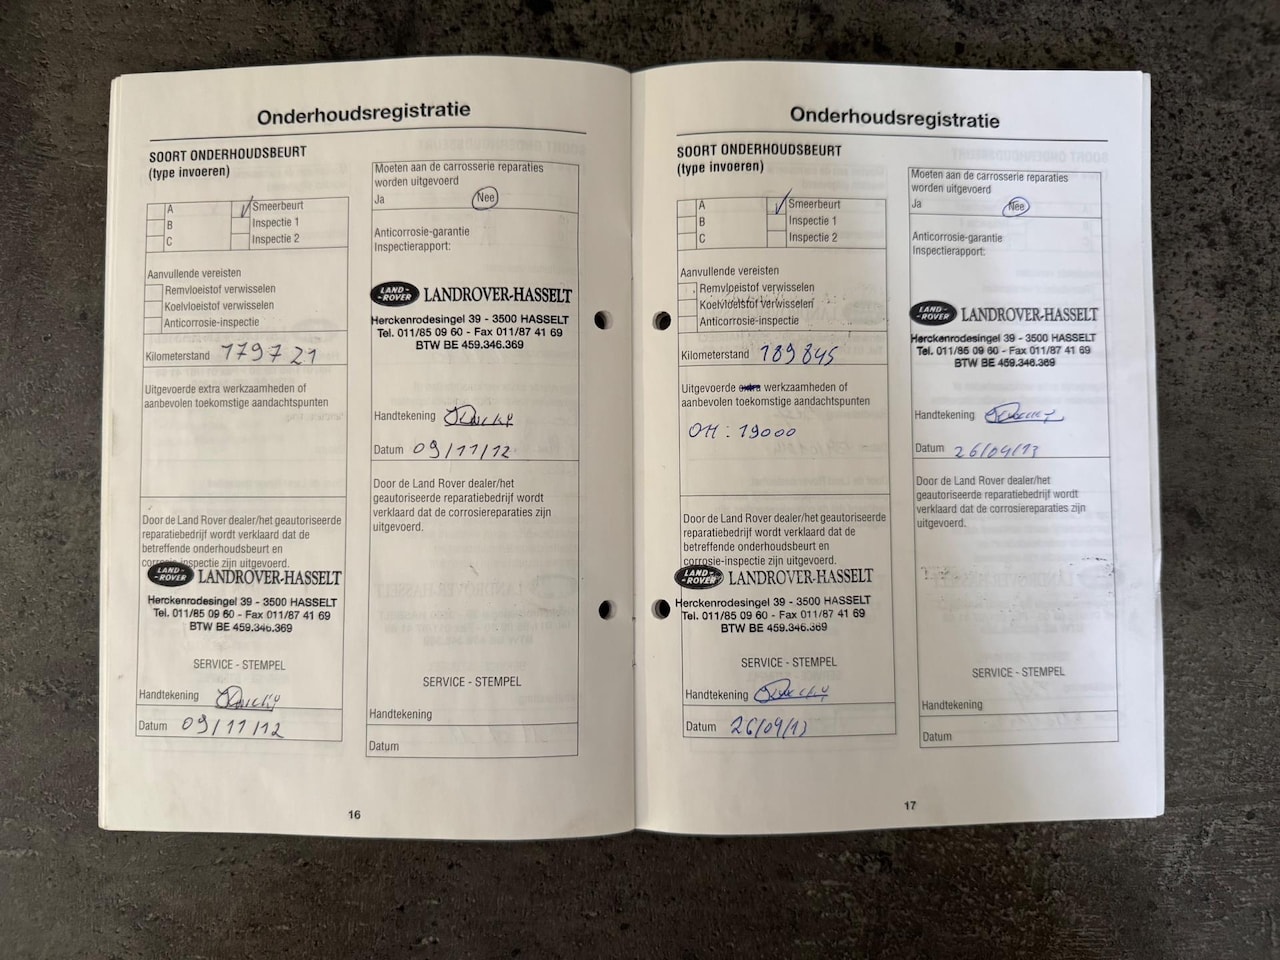 Onderhoudsregistratie
SOORT ONDERHOUDSBEURT
(type invoeren)
A
B
C
Smeerbeurt
Inspectie 1
Inspectie 2
Aanvullende vereisten
Remvloeistof verwisselen
Koelvloeistof verwisselen
Anticorrosie-inspectie
Kilometerstand 179721
Uitgevoerde extra werkzaamheden of
aanbevolen toekomstige aandachtspunten
Door de Land Rover dealer/het geautoriseerde
reparatiebedrijf wordt verklaard dat de
betreffende onderhoudsbeurt en
corrosie-inspectie zijn uitgevoerd.
LAND-ROVER LANDROVER-HASSELT
Herckenrodesingel 39 - 3500 HASSELT
Tel. 011/85 09 60 - Fax 011/87 41 69
BTW BE 459.346.369
SERVICE - STEMPEL
Handtekening
Datum 09/11/12
Moeten aan de carrosserie reparaties
worden uitgevoerd
Ja Nee
Anticorrosie-garantie
Inspectierapport:
LAND-ROVER LANDROVER-HASSELT
Herckenrodesingel 39 - 3500 HASSELT
Tel. 011/85 09 60 - Fax 011/87 41 69
BTW BE 459.346.369
Handtekening
Datum 09/11/12
Door de Land Rover dealer/het
geautoriseerde reparatiebedrijf wordt
verklaard dat de corrosiereparaties zijn
uitgevoerd.
SERVICE - STEMPEL
Handtekening
Datum
16
Onderhoudsregistratie
SOORT ONDERHOUDSBEURT
(type invoeren)
A
B
C
Smeerbeurt
Inspectie 1
Inspectie 2
Aanvullende vereisten
Remvloeistof verwisselen
Koelvloeistof verwisselen
Anticorrosie-inspectie
Kilometerstand 189845
Uitgevoerde extra werkzaamheden of
aanbevolen toekomstige aandachtspunten
OH : 19000
Door de Land Rover dealer/het geautoriseerde
reparatiebedrijf wordt verklaard dat de
betreffende onderhoudsbeurt en
corrosie-inspectie zijn uitgevoerd.
LAND-ROVER LANDROVER-HASSELT
Herckenrodesingel 39 - 3500 HASSELT
Tel. 011/85 09 60 - Fax 011/87 41 69
BTW BE 459.346.369
SERVICE - STEMPEL
Handtekening
Datum 26/04/13
Moeten aan de carrosserie reparaties
worden uitgevoerd
Ja Nee
Anticorrosie-garantie
Inspectierapport:
LAND-ROVER LANDROVER-HASSELT
Herckenrodesingel 39 - 3500 HASSELT
Tel. 011/85 09 60 - Fax 011/87 41 69
BTW BE 459.346.369
Handtekening
Datum 26/04/13
Door de Land Rover dealer/het
geautoriseerde reparatiebedrijf wordt
verklaard dat de corrosiereparaties zijn
uitgevoerd.
SERVICE - STEMPEL
Handtekening
Datum
17